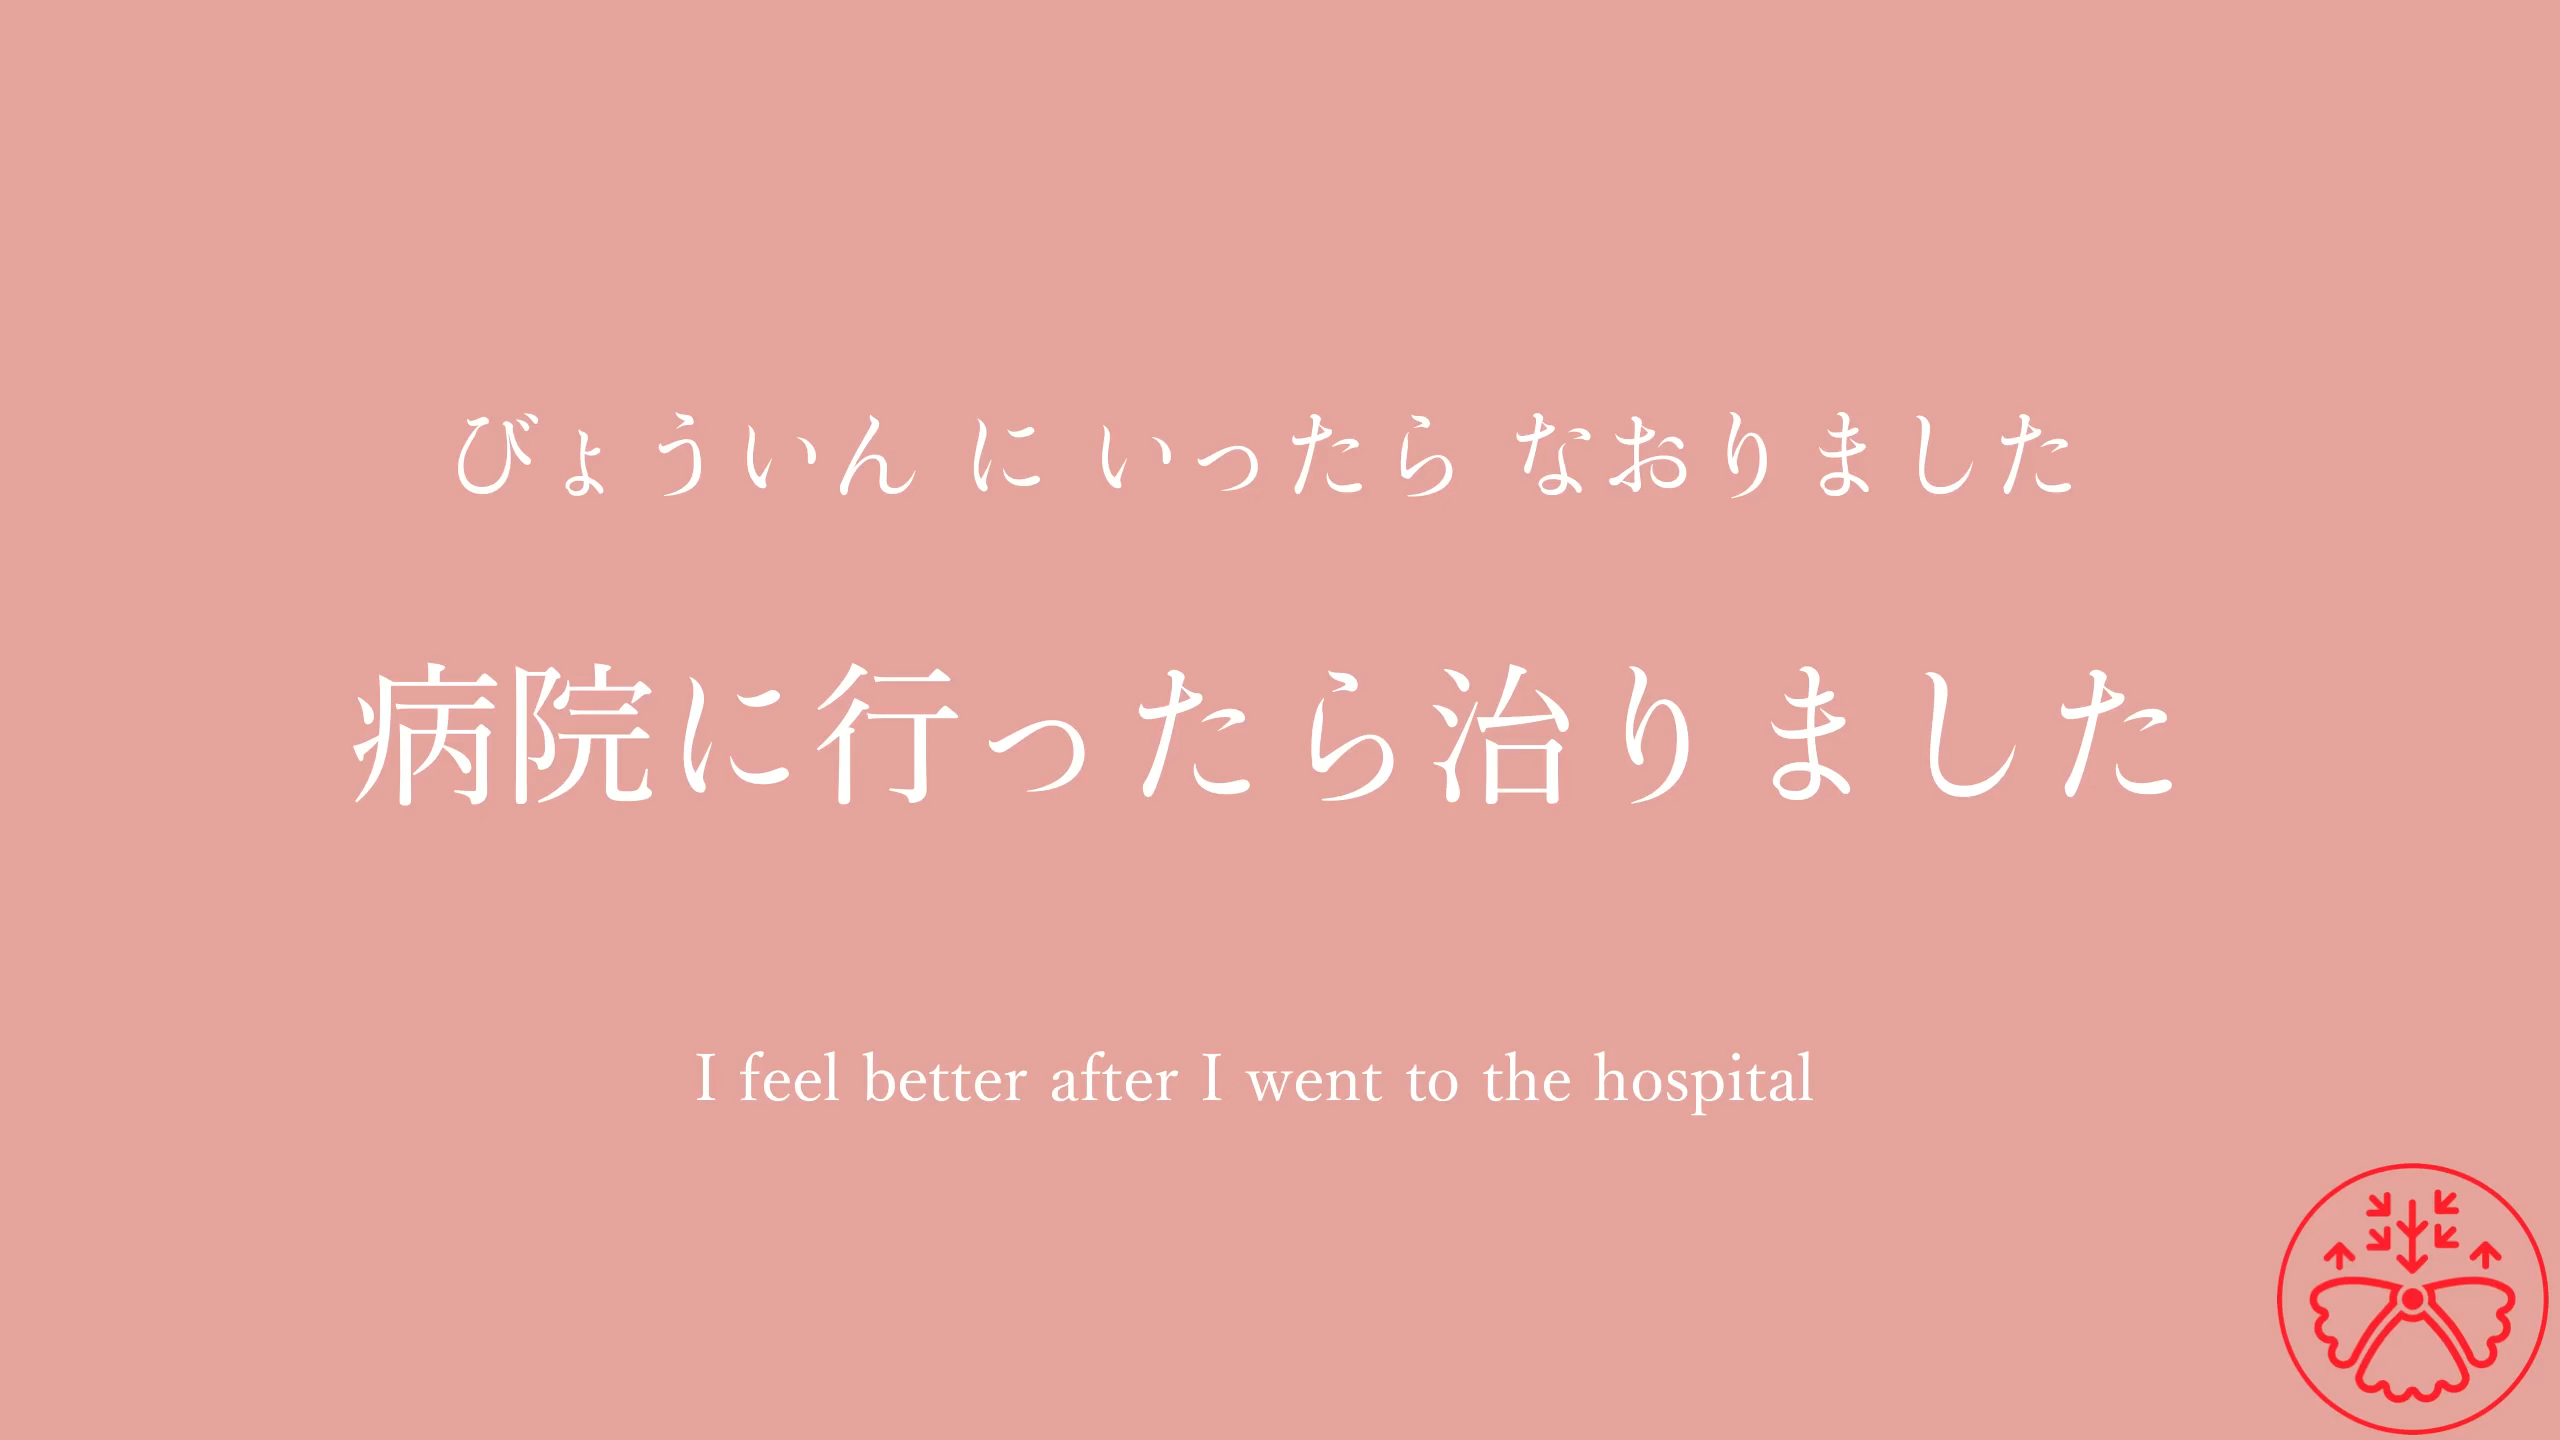 びょういん に いったら なおりました
病院に行ったら治りました
I feel better after I went to the hospital